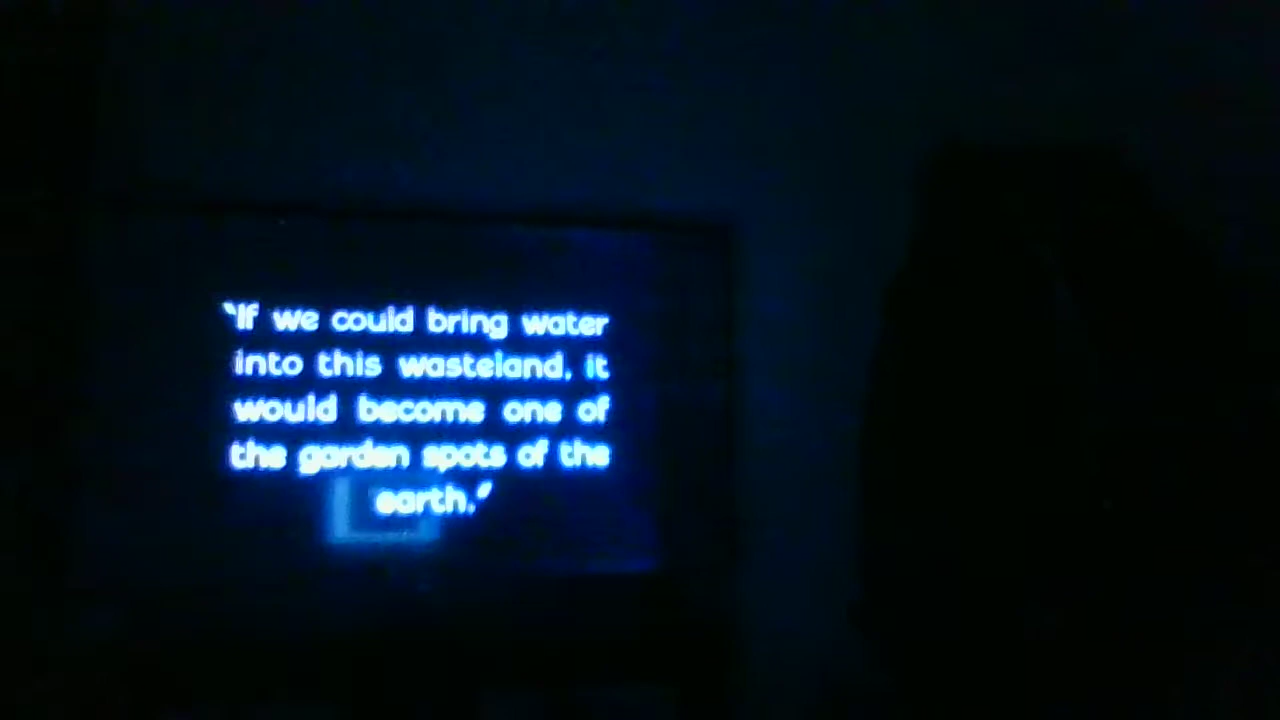 “If we could bring water
into this wasteland, it
would become one of
the garden spots of the
earth.”